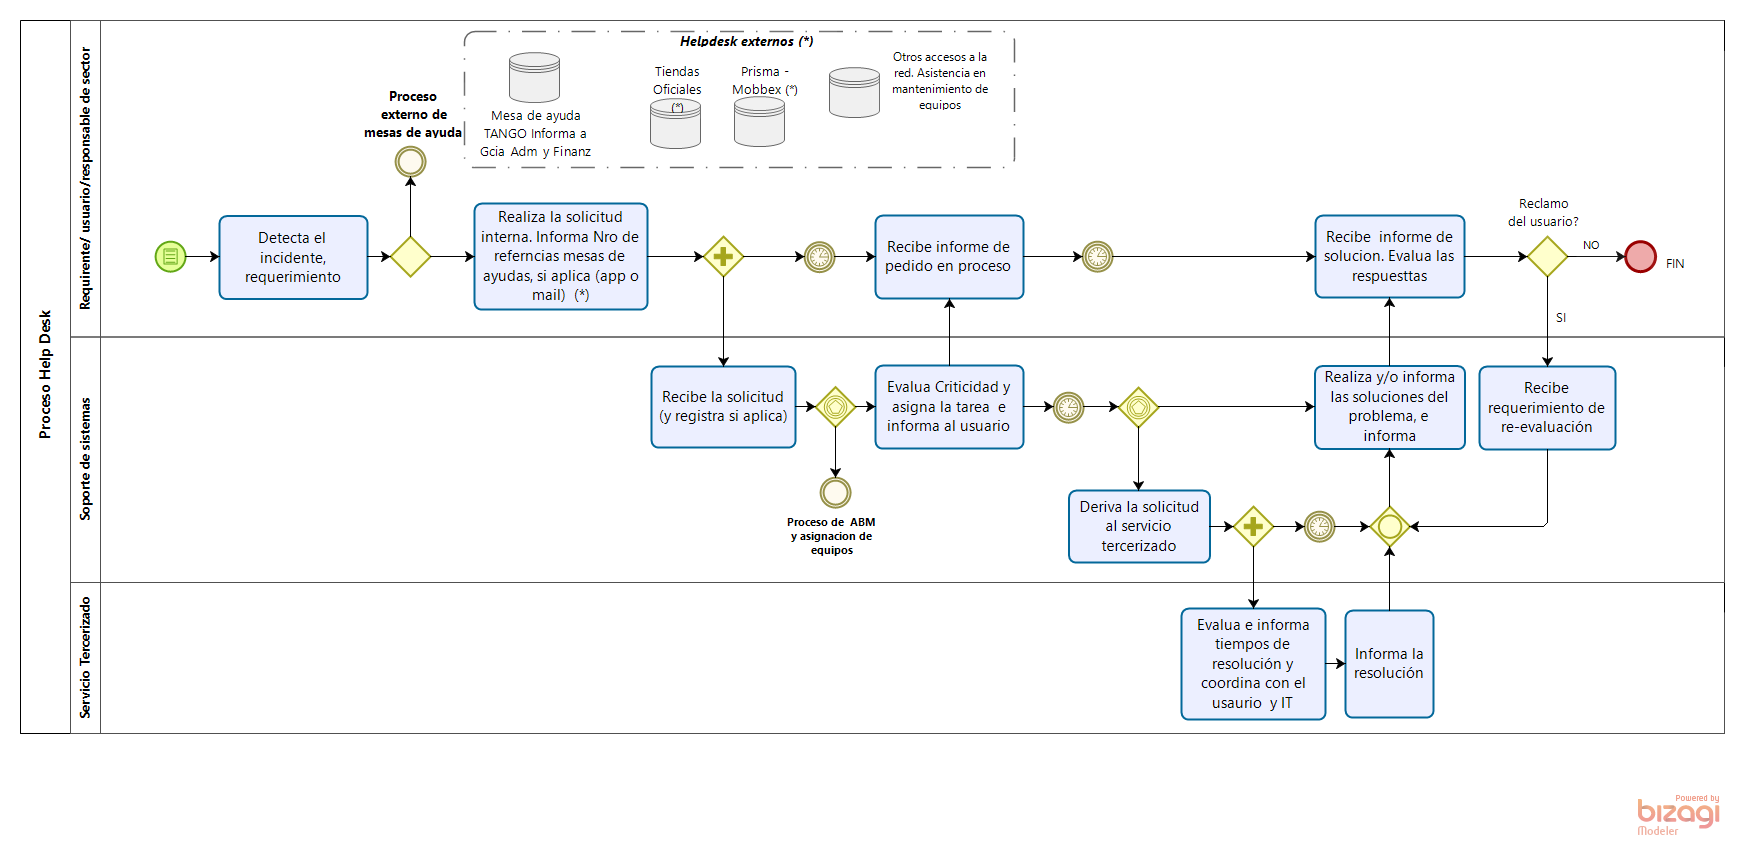 Proceso Help Desk
Requirente/ usuario/responsable de sector
Helpdesk externos (*)
Mesa de ayuda
TANGO Informa a
Gcia Adm y Finanz
Tiendas
Oficiales
(*)
Prisma -
Mobbex (*)
Otros accesos a la
red. Asistencia en
mantenimiento de
equipos
Proceso
externo de
mesas de ayuda
Detecta el
incidente,
requerimiento
Realiza la solicitud
interna. Informa Nro de
referncias mesas de
ayudas, si aplica (app o
mail) (*)
Recibe informe de
pedido en proceso
Recibe informe de
solucion. Evalua las
respuesttas
Reclamo
del usuario?
NO
FIN
SI
Soporte de sistemas
Recibe la solicitud
(y registra si aplica)
Proceso de ABM
y asignacion de
equipos
Evalua Criticidad y
asigna la tarea e
informa al usuario
Deriva la solicitud
al servicio
tercerizado
Realiza y/o informa
las soluciones del
problema, e
informa
Recibe
requerimiento de
re-evaluación
Servicio Tercerizado
Evalua e informa
tiempos de
resolución y
coordina con el
usaurio y IT
Informa la
resolución
Powered by
bizagi
Modeler